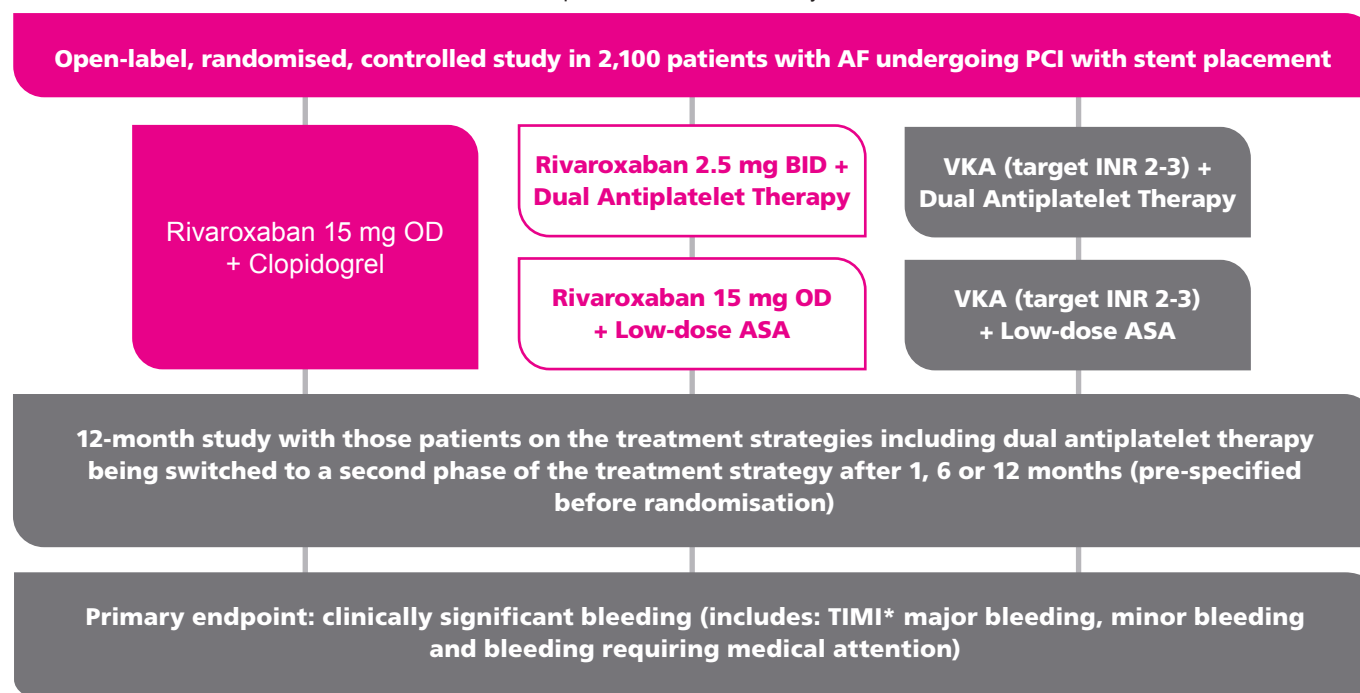 Open-label, randomised, controlled study in 2,100 patients with AF undergoing PCI with stent placement
Rivaroxaban 15 mg OD
+ Clopidogrel
Rivaroxaban 2.5 mg BID +
Dual Antiplatelet Therapy
Rivaroxaban 15 mg OD
+ Low-dose ASA
VKA (target INR 2-3) +
Dual Antiplatelet Therapy
VKA (target INR 2-3)
+ Low-dose ASA
12-month study with those patients on the treatment strategies including dual antiplatelet therapy
being switched to a second phase of the treatment strategy after 1, 6 or 12 months (pre-specified
before randomisation)
Primary endpoint: clinically significant bleeding (includes: TIMI* major bleeding, minor bleeding
and bleeding requiring medical attention)